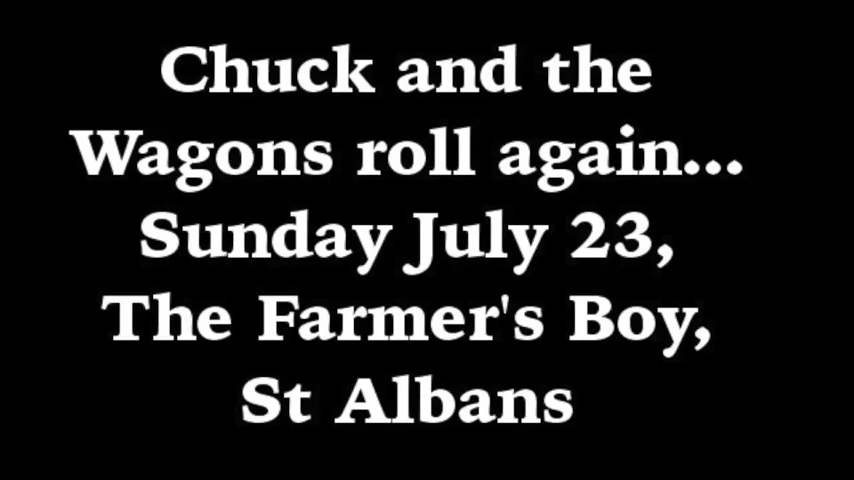 Chuck and the
Wagons roll again...
Sunday July 23,
The Farmer's Boy,
St Albans